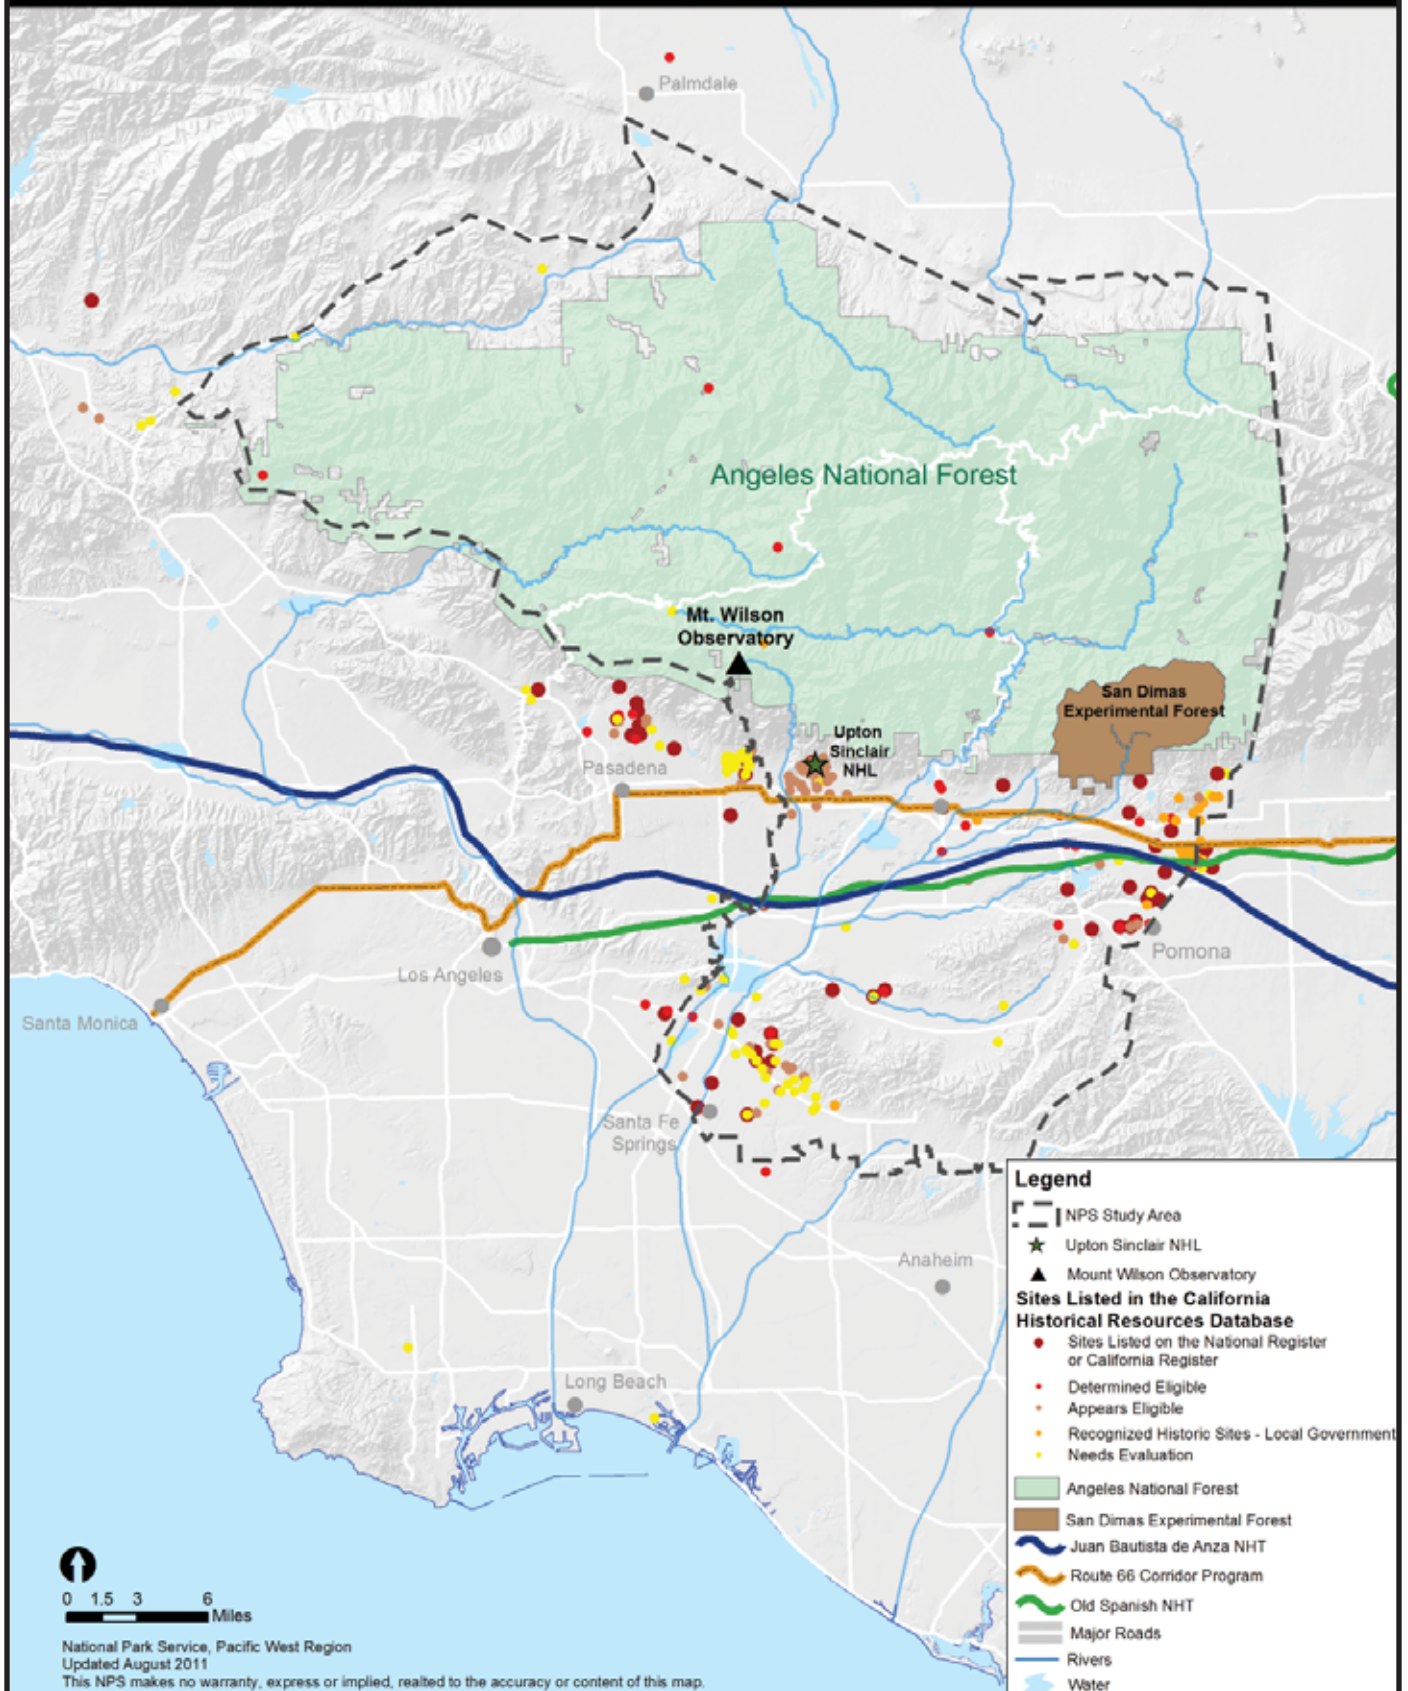 Palmdale
Angeles National Forest
Mt. Wilson
Observatory
San Dimas
Experimental Forest
Upton
Sinclair
NHL
Pasadena
Los Angeles
Pomona
Santa Monica
Santa Fe
Springs
Anaheim
Long Beach
Legend
NPS Study Area
Upton Sinclair NHL
Mount Wilson Observatory
Sites Listed in the California
Historical Resources Database
Sites Listed on the National Register
or California Register
Determined Eligible
Appears Eligible
Recognized Historic Sites - Local Government
Needs Evaluation
Angeles National Forest
San Dimas Experimental Forest
Juan Bautista de Anza NHT
Route 66 Corridor Program
Old Spanish NHT
Major Roads
Rivers
Water
0 1.5 3 6
Miles
National Park Service, Pacific West Region
Updated August 2011
This NPS makes no warranty, express or implied, realted to the accuracy or content of this map.